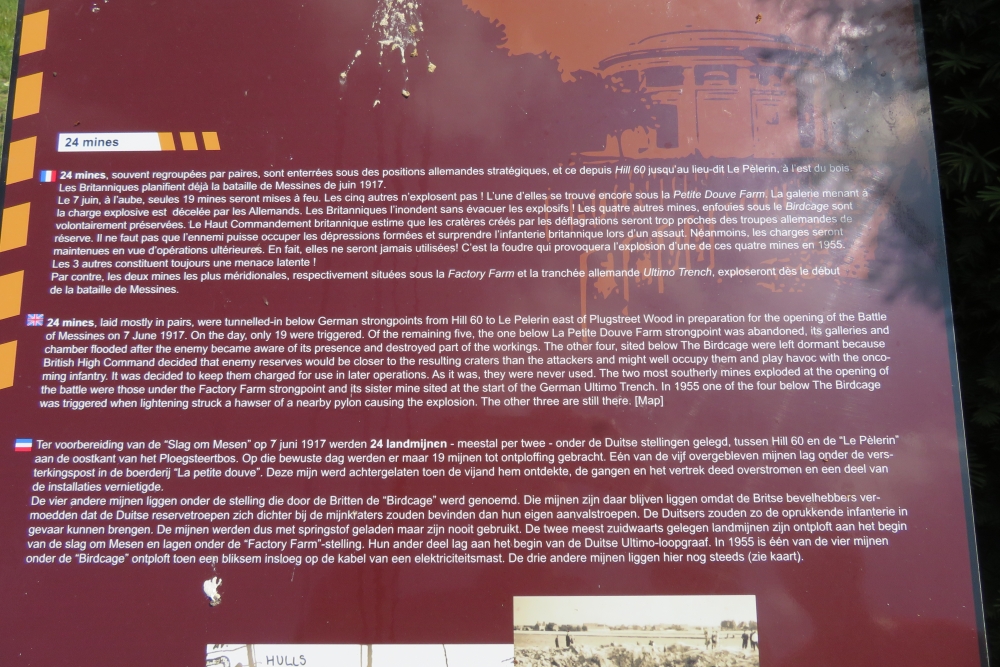 24 mines
24 mines, souvent regroupées par paires, sont enterrées sous des positions allemandes stratégiques, et ce depuis Hill 60 jusqu'au lieu-dit Le Pèlerin, à l'est du bois.
Les Britanniques planifient déjà la bataille de Messines de juin 1917.
Le 7 juin, à l'aube, seules 19 mines seront mises à feu. Les cinq autres n'explosent pas ! L'une d'elles se trouve encore sous la Petite Douve Farm. La galerie menant à
la charge explosive est décelée par les Allemands. Les Britanniques l'inondent sans évacuer les explosifs ! Les quatre autres mines, enfouies sous le Birdcage sont
volontairement préservées. Le Haut Commandement britannique estime que les cratères créés par les déflagrations seront trop proches des troupes allemandes de
réserve. Il ne faut pas que l'ennemi puisse occuper les dépressions formées et surprendre l'infanterie britannique lors d'un assaut. Néanmoins, les charges seront
maintenues en vue d'opérations ultérieures. En fait, elles ne seront jamais utilisées! C'est la foudre qui provoquera l'explosion d'une de ces quatre mines en 1955.
Les 3 autres constituent toujours une menace latente !
Par contre, les deux mines les plus méridionales, respectivement situées sous la Factory Farm et la tranchée allemande Ultimo Trench, exploseront dès le début
de la bataille de Messines.
24 mines, laid mostly in pairs, were tunnelled-in below German strongpoints from Hill 60 to Le Pelerin east of Plugstreet Wood in preparation for the opening of the Battle
of Messines on 7 June 1917. On the day, only 19 were triggered. Of the remaining five, the one below La Petite Douve Farm strongpoint was abandoned, its galleries and
chamber flooded after the enemy became aware of its presence and destroyed part of the workings. The other four, sited below The Birdcage were left dormant because
British High Command decided that enemy reserves would be closer to the resulting craters than the attackers and might well occupy them and play havoc with the onco-
ming infantry. It was decided to keep them charged for use in later operations. As it was, they were never used. The two most southerly mines exploded at the opening of
the battle were those under the Factory Farm strongpoint and its sister mine sited at the start of the German Ultimo Trench. In 1955 one of the four below The Birdcage
was triggered when lightening struck a hawser of a nearby pylon causing the explosion. The other three are still there. [Map]
Ter voorbereiding van de “Slag om Mesen” op 7 juni 1917 werden 24 landmijnen - meestal per twee - onder de Duitse stellingen gelegd, tussen Hill 60 en de “Le Pèlerin”
aan de oostkant van het Ploegsteertbos. Op die bewuste dag werden er maar 19 mijnen tot ontploffing gebracht. Eén van de vijf overgebleven mijnen lag onder de vers-
terkingspost in de boerderij “La petite douve”. Deze mijn werd achtergelaten toen de vijand hem ontdekte, de gangen en het vertrek deed overstromen en een deel van
de installaties vernietigde.
De vier andere mijnen liggen onder de stelling die door de Britten de “Birdcage” werd genoemd. Die mijnen zijn daar blijven liggen omdat de Britse bevelhebbers ver-
moedden dat de Duitse reservetroepen zich dichter bij de mijnkraters zouden bevinden dan hun eigen aanvalstroepen. De Duitsers zouden zo de oprukkende infanterie in
gevaar kunnen brengen. De mijnen werden dus met springstof geladen maar zijn nooit gebruikt. De twee meest zuidwaarts gelegen landmijnen zijn ontploft aan het begin
van de slag om Mesen en lagen onder de “Factory Farm”-stelling. Hun ander deel lag aan het begin van de Duitse Ultimo-loopgraaf. In 1955 is één van de vier mijnen
onder de “Birdcage” ontploft toen een bliksem insloeg op de kabel van een elektriciteitsmast. De drie andere mijnen liggen hier nog steeds (zie kaart).
HULLS